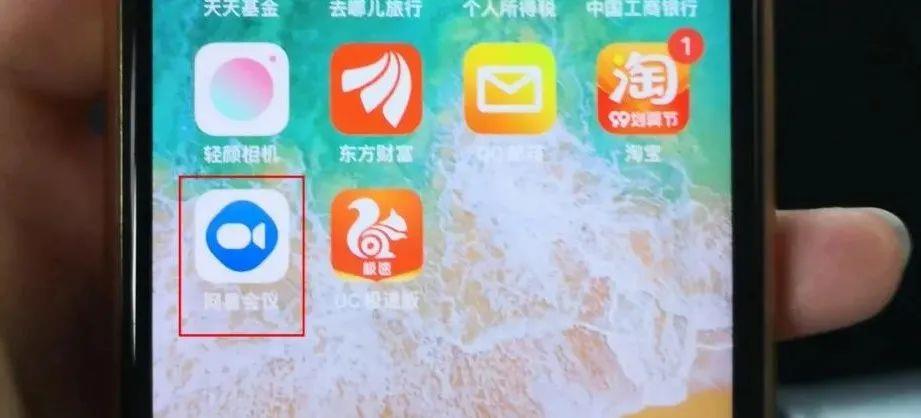 天天基金
去哪儿旅行
个人所得税
中国工商银行
1
淘
99划算节
轻颜相机
东方财富
QQ邮箱
淘宝
极速
网易会议
UC极速版